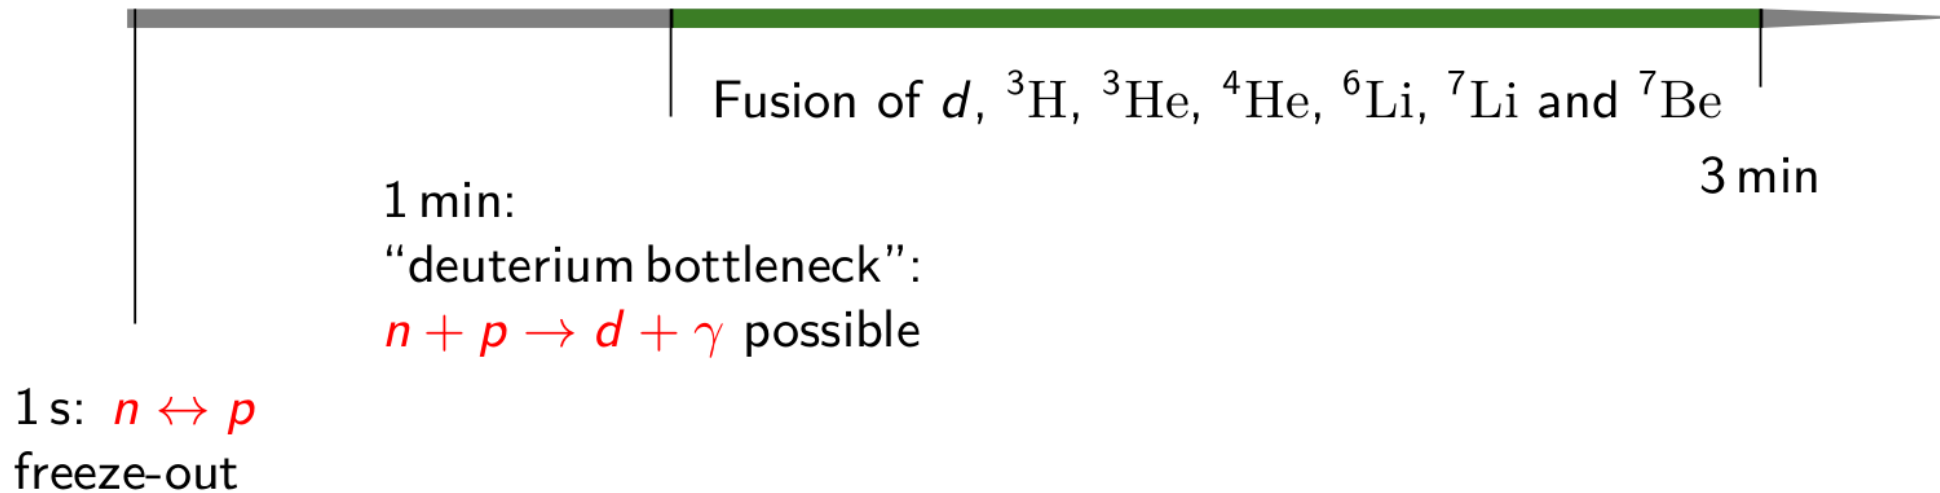 Fusion of d, ³H, ³He, ⁴He, ⁶Li, ⁷Li and ⁷Be
3 min
1 min:
“deuterium bottleneck”:
n + p → d + γ possible
1 s: n ↔ p
freeze-out